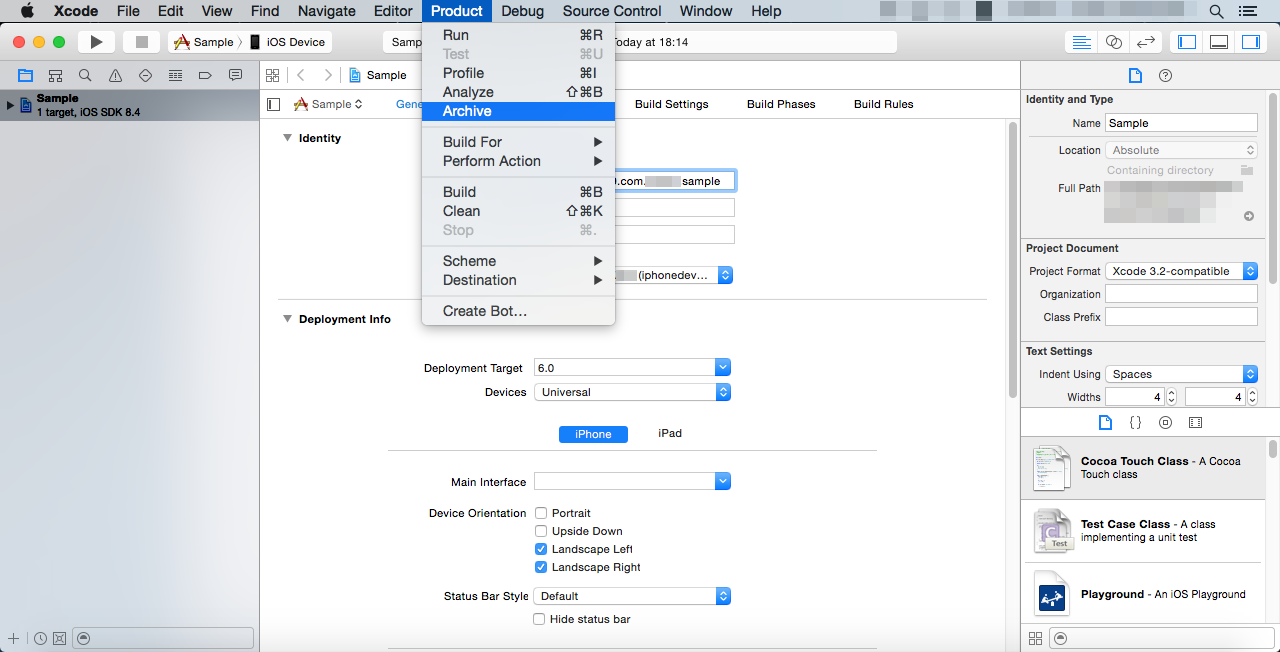 Xcode File Edit View Find Navigate Editor Product Debug Source Control Window Help
Sample iOS Device
Today at 18:14
Sample
Sample
1 target, iOS SDK 8.4
Sample
Build Settings Build Phases Build Rules
Run ⌘R
Test ⌘U
Profile ⌘I
Analyze ⇧⌘B
Archive
Build For
Perform Action
Build ⌘B
Clean ⇧⌘K
Stop ⌘.
Scheme
Destination
Create Bot...
Identity
.com. sample
(iphonedev...
Deployment Info
Deployment Target 6.0
Devices Universal
iPhone iPad
Main Interface
Device Orientation Portrait
Upside Down
Landscape Left
Landscape Right
Status Bar Style Default
Hide status bar
Identity and Type
Name Sample
Location Absolute
Containing directory
Full Path
Project Document
Project Format Xcode 3.2-compatible
Organization
Class Prefix
Text Settings
Indent Using Spaces
Widths 4 4
{}
Cocoa Touch Class - A Cocoa
Touch class
Test Case Class - A class
implementing a unit test
Test
Playground - An iOS Playground